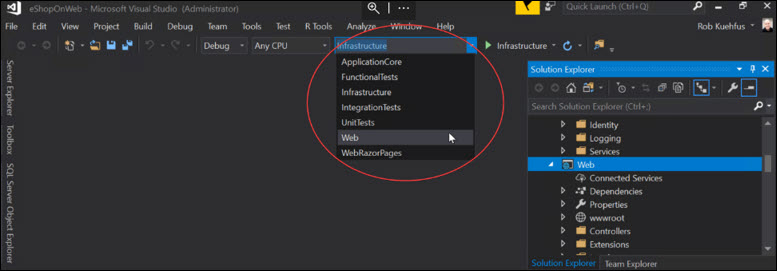 eShopOnWeb - Microsoft Visual Studio (Administrator)
Quick Launch (Ctrl+Q)
File Edit View Project Build Debug Team Tools Test R Tools Analyze Window Help
Rob Kuehfus
Debug Any CPU Infrastructure Infrastructure
ApplicationCore
FunctionalTests
Infrastructure
IntegrationTests
UnitTests
Web
WebRazorPages
Server Explorer
Toolbox
SQL Server Object Explorer
Solution Explorer
Search Solution Explorer (Ctrl+;)
Identity
Logging
Services
Web
Connected Services
Dependencies
Properties
wwwroot
Controllers
Extensions
Solution Explorer Team Explorer